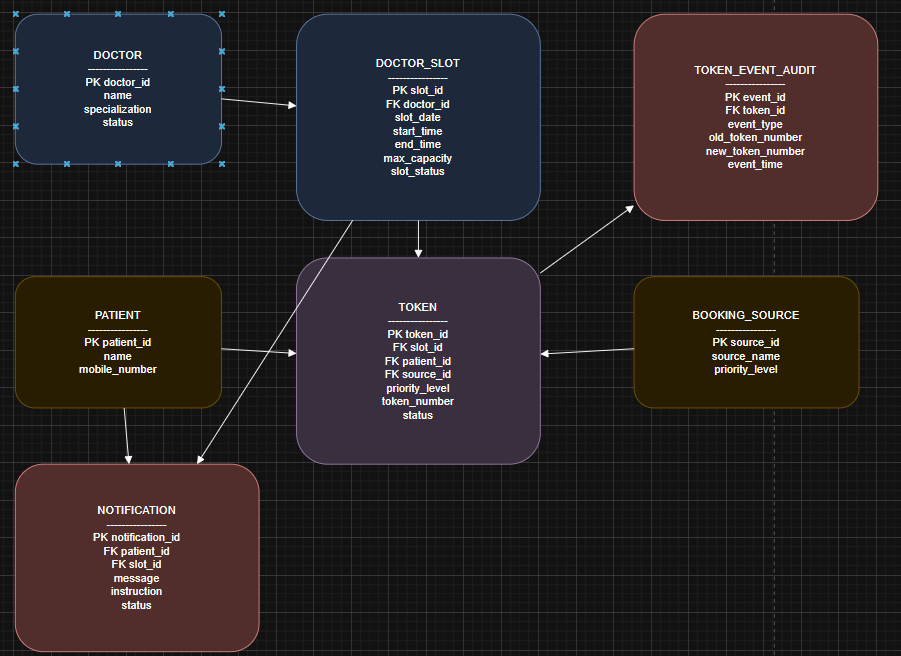 DOCTOR
----------------
PK doctor_id
name
specialization
status
DOCTOR_SLOT
----------------
PK slot_id
FK doctor_id
slot_date
start_time
end_time
max_capacity
slot_status
TOKEN_EVENT_AUDIT
----------------
PK event_id
FK token_id
event_type
old_token_number
new_token_number
event_time
PATIENT
----------------
PK patient_id
name
mobile_number
TOKEN
----------------
PK token_id
FK slot_id
FK patient_id
FK source_id
priority_level
token_number
status
BOOKING_SOURCE
----------------
PK source_id
source_name
priority_level
NOTIFICATION
----------------
PK notification_id
FK patient_id
FK slot_id
message
instruction
status